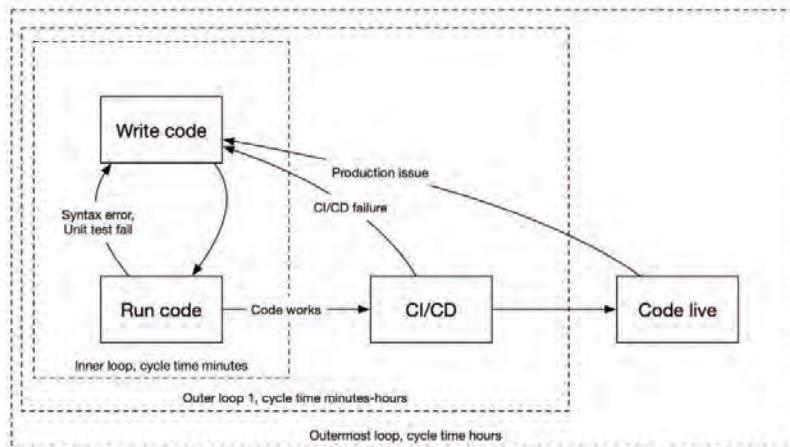 Write code
Production issue
CI/CD failure
Syntax error,
Unit test fail
Run code
Code works
CI/CD
Code live
Inner loop, cycle time minutes
Outer loop 1, cycle time minutes-hours
Outermost loop, cycle time hours